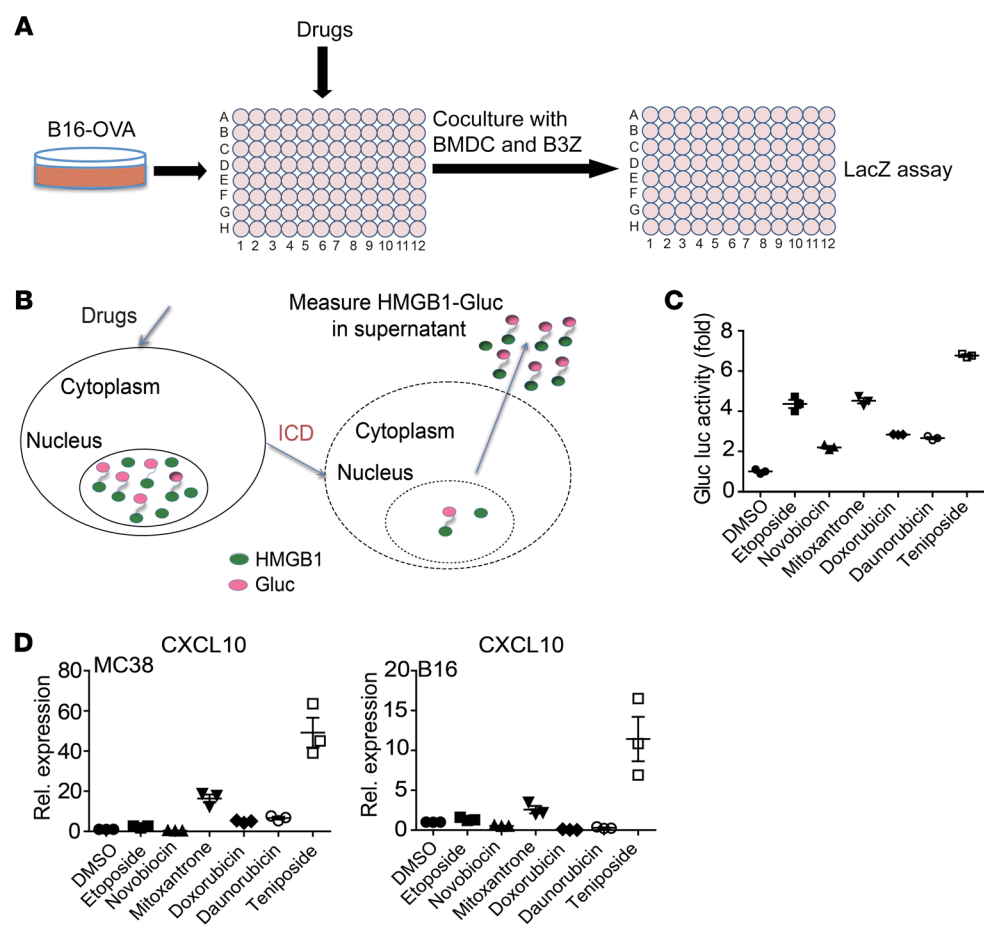 A
Drugs
B16-OVA
Coculture with
BMDC and B3Z
LacZ assay
A
B
C
D
E
F
G
H
1 2 3 4 5 6 7 8 9 10 11 12
A
B
C
D
E
F
G
H
1 2 3 4 5 6 7 8 9 10 11 12
B
Drugs
Cytoplasm
Nucleus
ICD
Measure HMGB1-Gluc
in supernatant
Cytoplasm
Nucleus
HMGB1
Gluc
C
Gluc luc activity (fold)
8
6
4
2
0
DMSO
Etoposide
Novobiocin
Mitoxantrone
Doxorubicin
Daunorubicin
Teniposide
D
CXCL10
MC38
Rel. expression
80
60
40
20
0
DMSO
Etoposide
Novobiocin
Mitoxantrone
Doxorubicin
Daunorubicin
Teniposide
CXCL10
B16
Rel. expression
20
15
10
5
0
DMSO
Etoposide
Novobiocin
Mitoxantrone
Doxorubicin
Daunorubicin
Teniposide